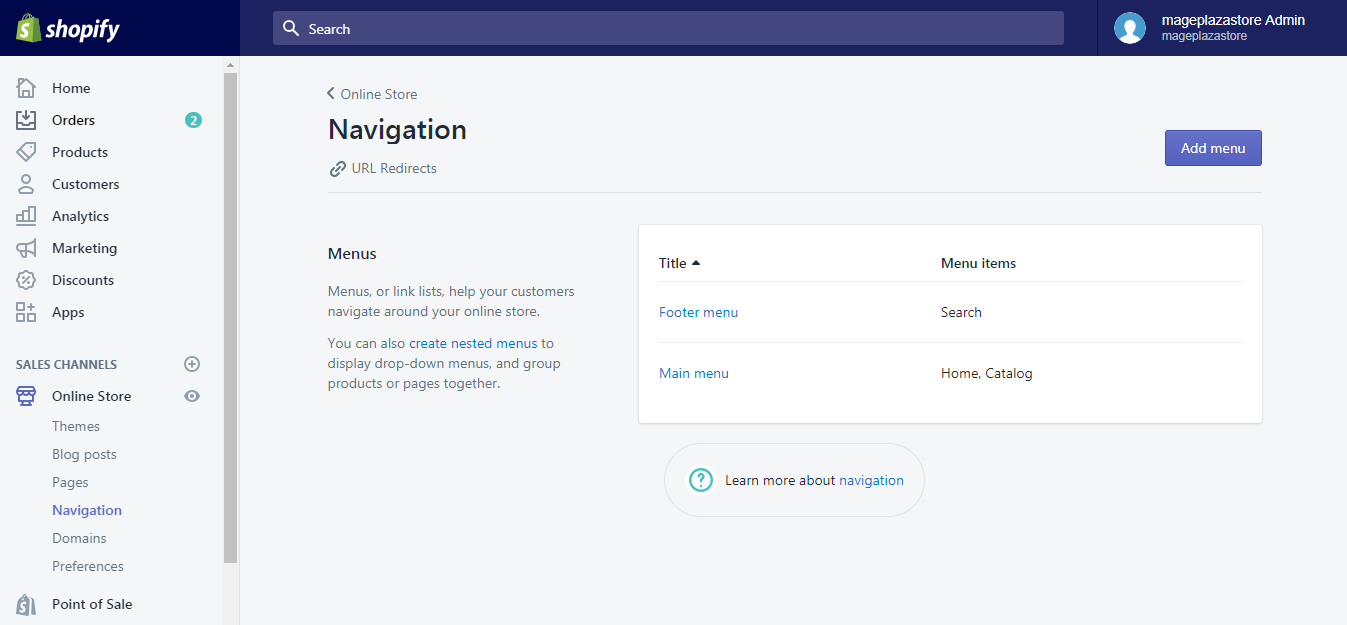 shopify
Search
mageplazastore Admin
mageplazastore
Home
Orders 2
Products
Customers
Analytics
Marketing
Discounts
Apps
SALES CHANNELS
Online Store
Themes
Blog posts
Pages
Navigation
Domains
Preferences
Point of Sale
Online Store
Navigation
URL Redirects
Add menu
Menus
Menus, or link lists, help your customers
navigate around your online store.
You can also create nested menus to
display drop-down menus, and group
products or pages together.
Title Menu items
Footer menu Search
Main menu Home, Catalog
? Learn more about navigation